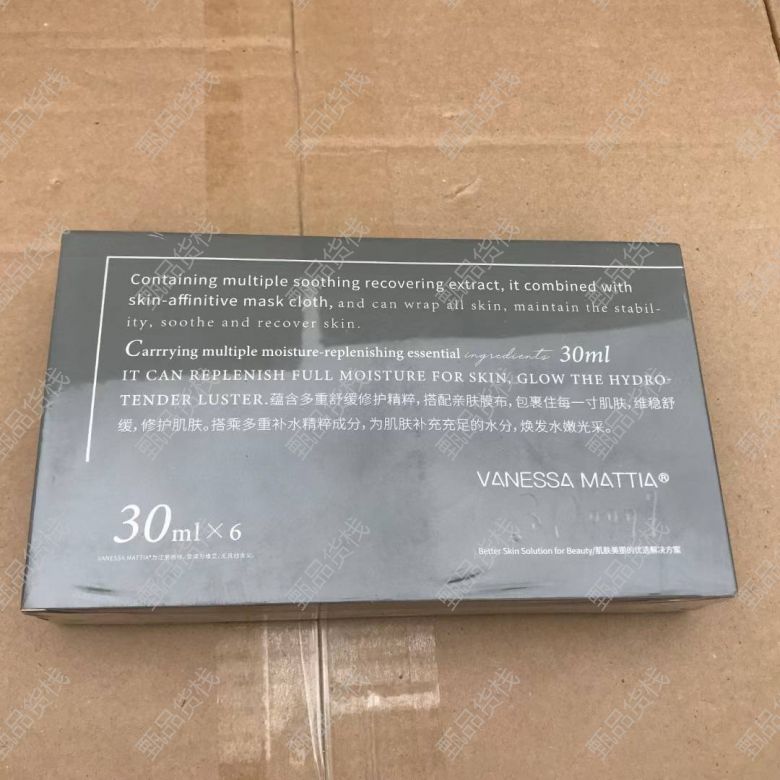 Containing multiple soothing recovering extract, it combined with
skin-affinitive mask cloth, and can wrap all skin, maintain the stabil-
ity, soothe and recover skin.
Carrrying multiple moisture-replenishing essential ingredients 30ml
IT CAN REPLENISH FULL MOISTURE FOR SKIN, GLOW THE HYDRO-
TENDER LUSTER.蕴含多重舒缓修护精粹，搭配亲肤膜布，包裹住每一寸肌肤，维稳舒
缓，修护肌肤。搭乘多重补水精粹成分，为肌肤补充充足的水分，焕发水嫩光采。
VANESSA MATTIA®
30ml×6
Better Skin Solution for Beauty/肌肤美丽的优选解决方案
甄品货栈